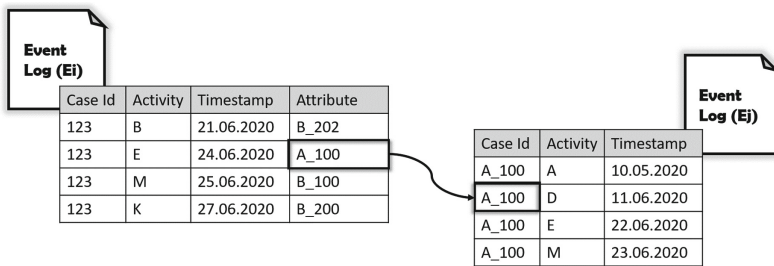 Event
Log (Ei)
Case Id Activity Timestamp Attribute
123 B 21.06.2020 B_202
123 E 24.06.2020 A_100
123 M 25.06.2020 B_100
123 K 27.06.2020 B_200
Event
Log (Ej)
Case Id Activity Timestamp
A_100 A 10.05.2020
A_100 D 11.06.2020
A_100 E 22.06.2020
A_100 M 23.06.2020